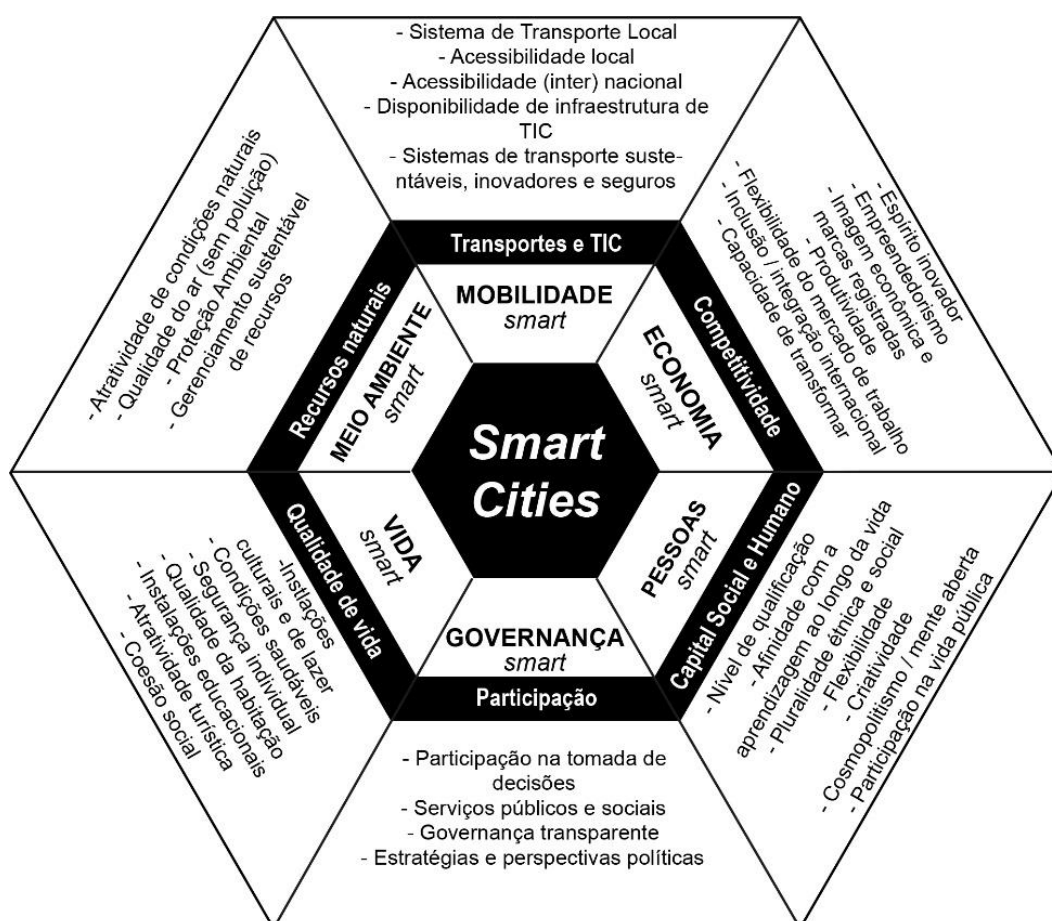 - Sistema de Transporte Local
- Acessibilidade local
- Acessibilidade (inter) nacional
- Disponibilidade de infraestrutura de
TIC
- Sistemas de transporte suste-
ntáveis, inovadores e seguros
Transportes e TIC
MOBILIDADE
smart
- Espírito inovador
- Empreendedorismo
- Imagem econômica e
marcas registradas
- Produtividade
- Flexibilidade do mercado de trabalho
- Inclusão / integração internacional
- Capacidade de transformar
Competitividade
ECONOMIA
smart
- Nível de qualificação
- Afinidade com a
aprendizagem ao longo da vida
- Pluralidade étnica e social
- Flexibilidade
- Criatividade
- Cosmopolitismo / mente aberta
- Participação na vida pública
Capital Social e Humano
PESSOAS
smart
GOVERNANÇA
smart
Participação
- Participação na tomada de
decisões
- Serviços públicos e sociais
- Governança transparente
- Estratégias e perspectivas políticas
VIDA
smart
Qualidade de vida
-Instlações
culturais e de lazer
- Condições saudáveis
- Segurança individual
- Qualidade da habitação
- Instalações educacionais
- Atratividade turística
- Coesão social
- Atratividade de condições naturais
- Qualidade do ar (sem poluição)
- Proteção Ambiental
- Gerenciamento sustentável
de recursos
Recursos naturais
MEIO AMBIENTE
smart
Smart
Cities